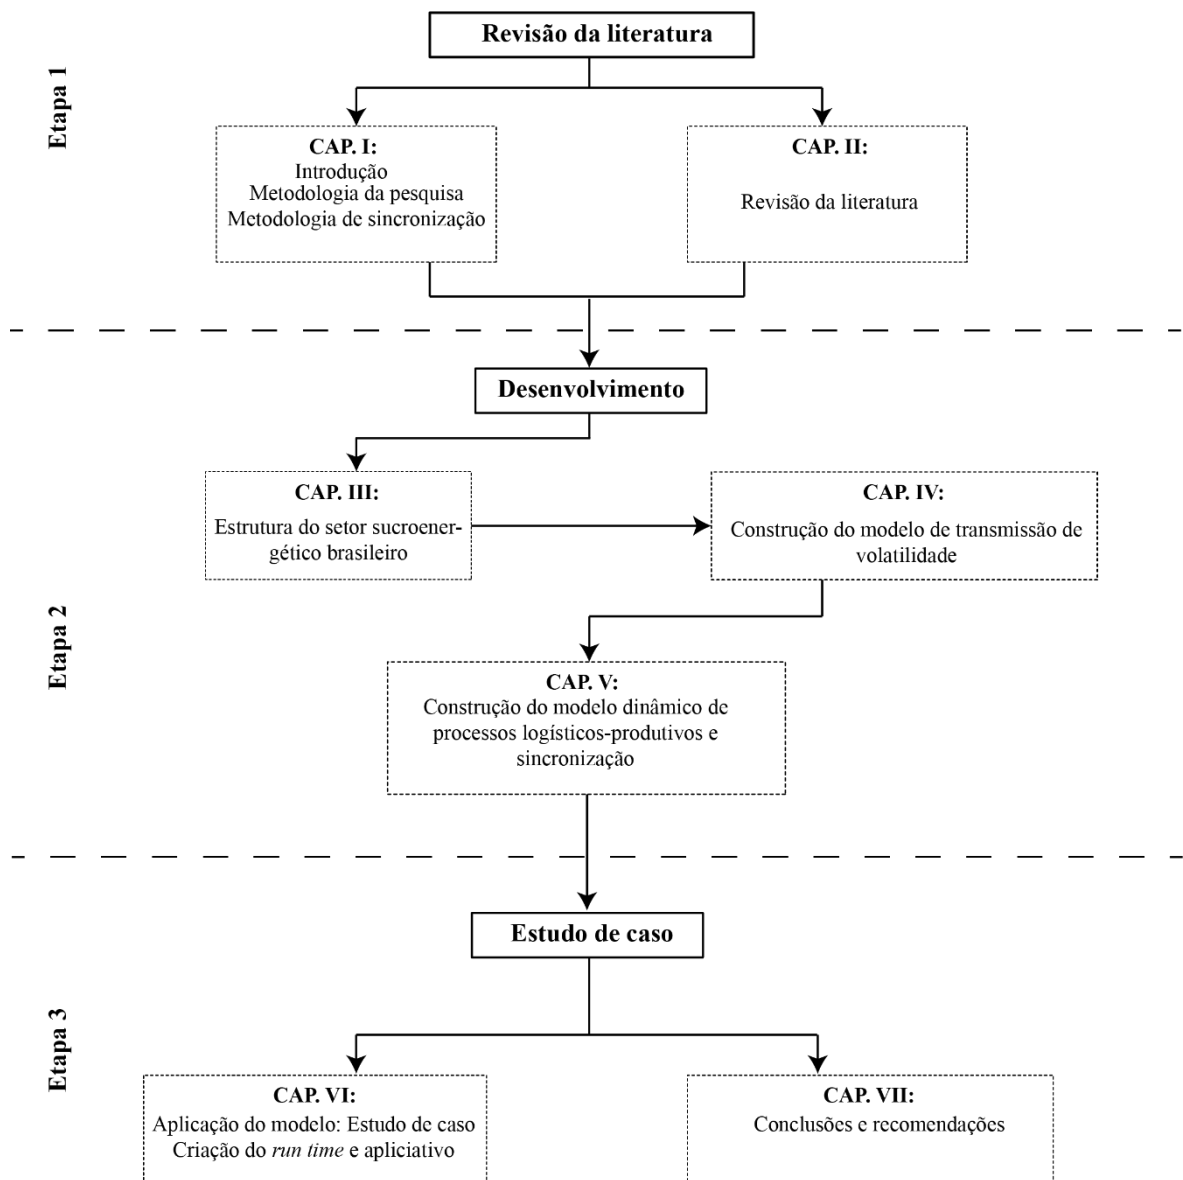 Etapa 1
Revisão da literatura
CAP. I:
Introdução
Metodologia da pesquisa
Metodologia de sincronização
CAP. II:
Revisão da literatura
Etapa 2
Desenvolvimento
CAP. III:
Estrutura do setor sucroener-
gético brasileiro
CAP. IV:
Construção do modelo de transmissão de
volatilidade
CAP. V:
Construção do modelo dinâmico de
processos logísticos-produtivos e
sincronização
Etapa 3
Estudo de caso
CAP. VI:
Aplicação do modelo: Estudo de caso
Criação do run time e apliciativo
CAP. VII:
Conclusões e recomendações